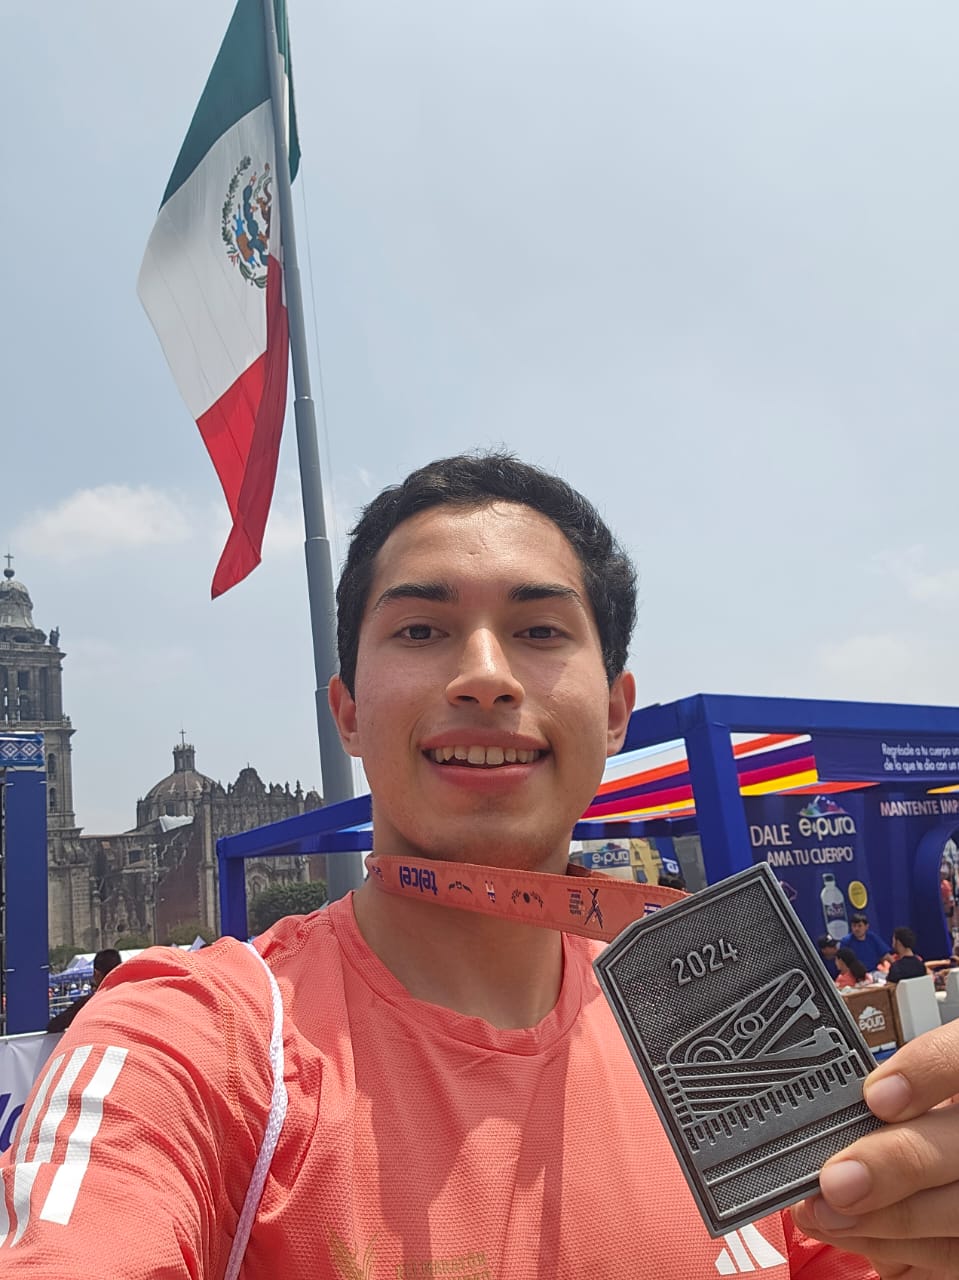 Regrésale a tu cuerpo un
de la que te dio con un
MANTENTE IMP
DALE
epura
AMA TU CUERPO
epura
telcel
2024
epura